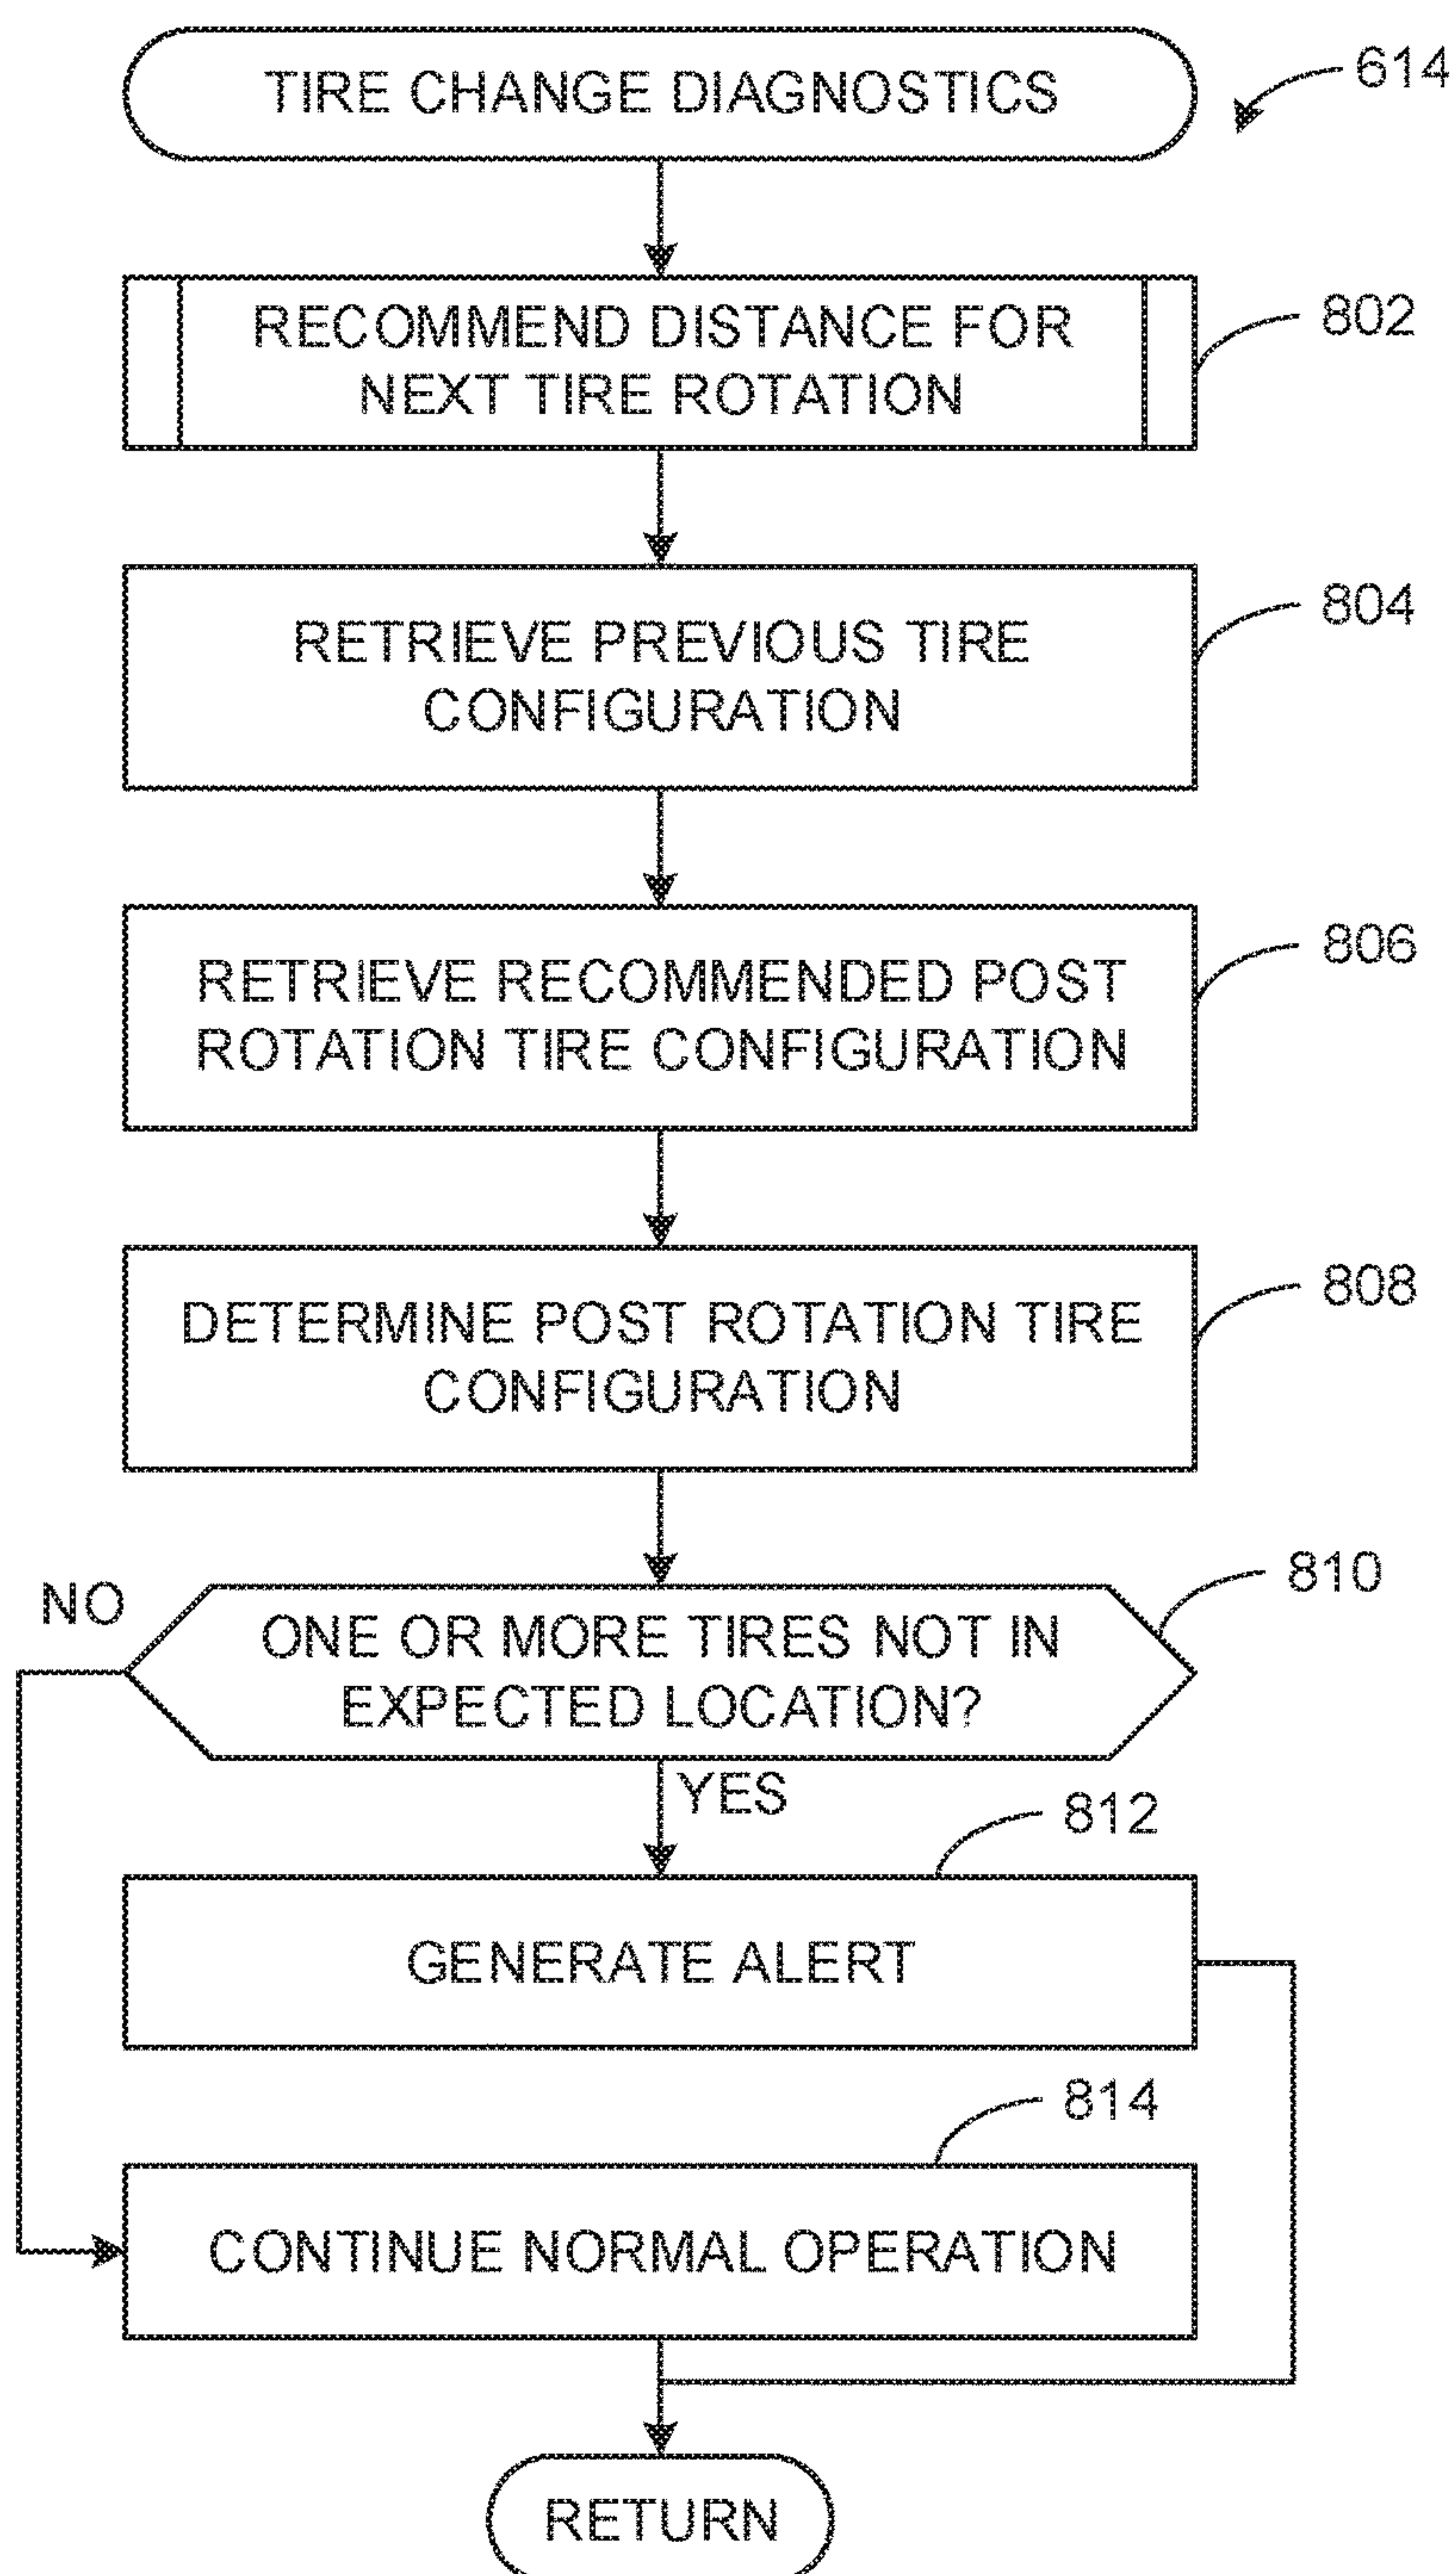 TIRE CHANGE DIAGNOSTICS
614
RECOMMEND DISTANCE FOR
NEXT TIRE ROTATION
802
RETRIEVE PREVIOUS TIRE
CONFIGURATION
804
RETRIEVE RECOMMENDED POST
ROTATION TIRE CONFIGURATION
806
DETERMINE POST ROTATION TIRE
CONFIGURATION
808
NO
ONE OR MORE TIRES NOT IN
EXPECTED LOCATION?
810
YES
812
GENERATE ALERT
814
CONTINUE NORMAL OPERATION
RETURN